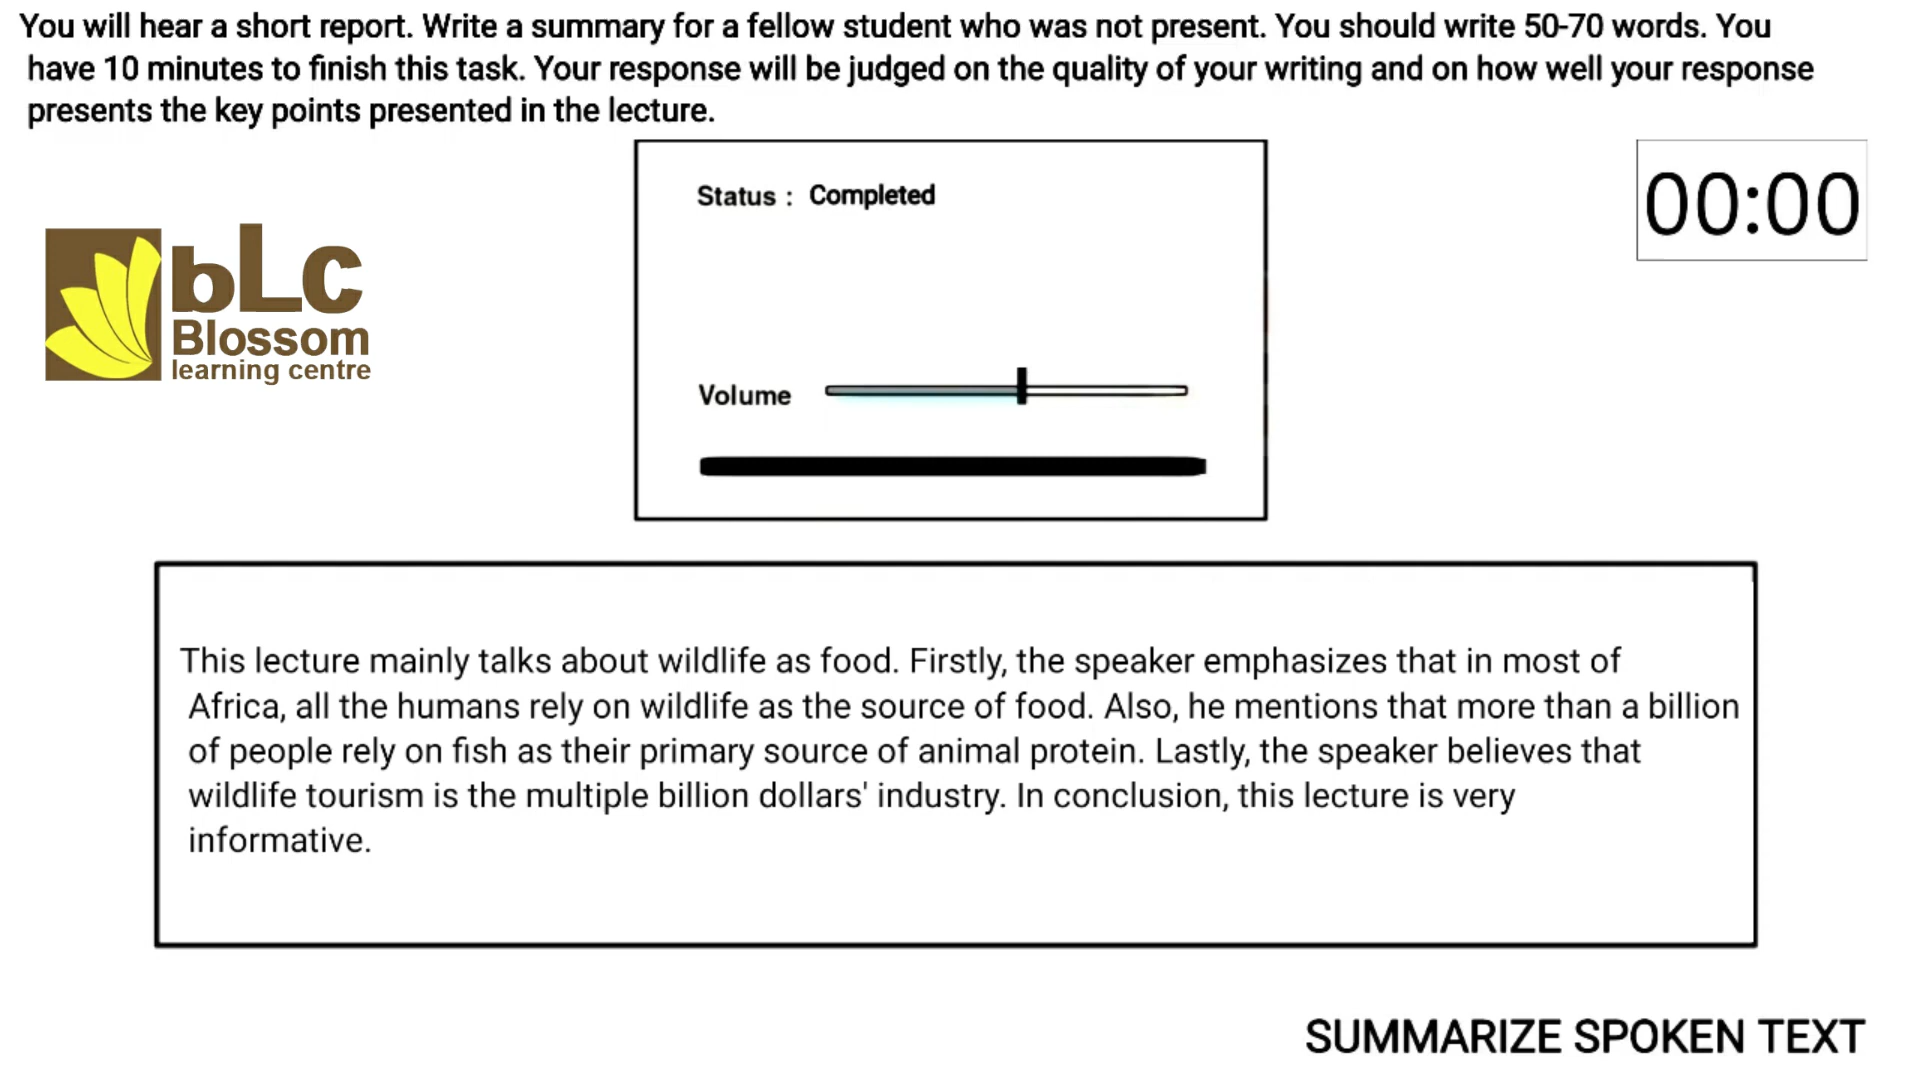 You will hear a short report. Write a summary for a fellow student who was not present. You should write 50-70 words. You
have 10 minutes to finish this task. Your response will be judged on the quality of your writing and on how well your response
presents the key points presented in the lecture.
Status : Completed
00:00
bLc
Blossom
learning centre
Volume
This lecture mainly talks about wildlife as food. Firstly, the speaker emphasizes that in most of
Africa, all the humans rely on wildlife as the source of food. Also, he mentions that more than a billion
of people rely on fish as their primary source of animal protein. Lastly, the speaker believes that
wildlife tourism is the multiple billion dollars' industry. In conclusion, this lecture is very
informative.
SUMMARIZE SPOKEN TEXT